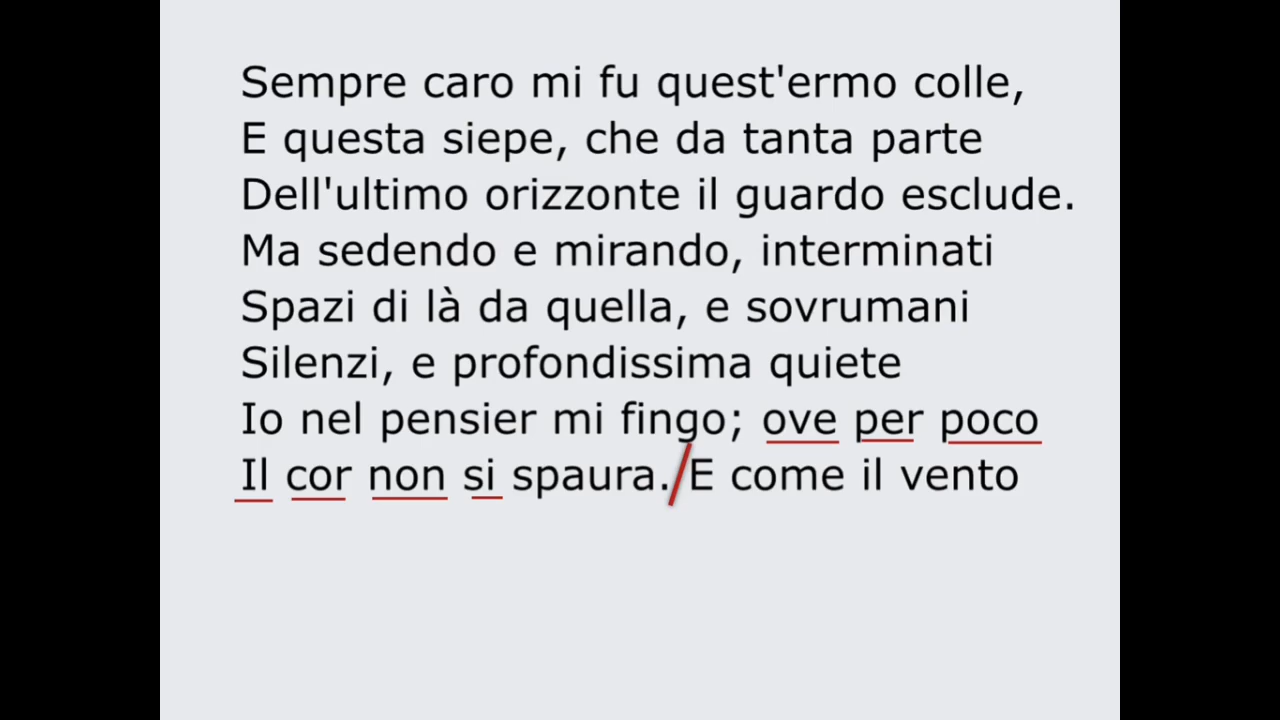 Sempre caro mi fu quest'ermo colle,
E questa siepe, che da tanta parte
Dell'ultimo orizzonte il guardo esclude.
Ma sedendo e mirando, interminati
Spazi di là da quella, e sovrumani
Silenzi, e profondissima quiete
Io nel pensier mi fingo; ove per poco
Il cor non si spaura./E come il vento